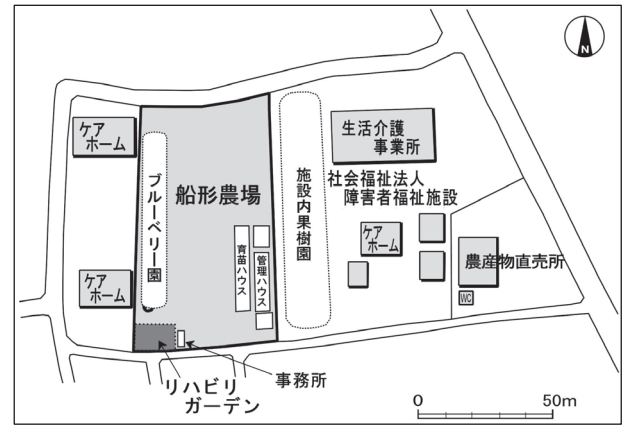 N
ケア
ホーム
ブルーベリー園
船形農場
施設内果樹園
生活介護
事業所
社会福祉法人
障害者福祉施設
ケア
ホーム
育苗ハウス
管理ハウス
農産物直売所
WC
ケア
ホーム
リハビリ
ガーデン
事務所
0
50m